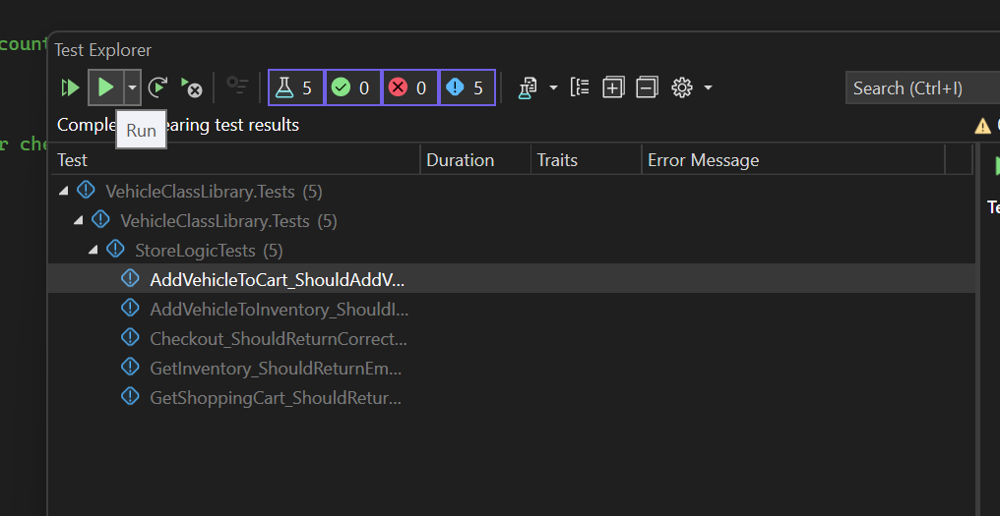 count
Test Explorer
5 0 0 5
Search (Ctrl+I)
Comple earing test results
Run
r che
Test Duration Traits Error Message
VehicleClassLibrary.Tests (5)
VehicleClassLibrary.Tests (5)
Te
StoreLogicTests (5)
AddVehicleToCart_ShouldAddV...
AddVehicleToInventory_ShouldI...
Checkout_ShouldReturnCorrect...
GetInventory_ShouldReturnEm...
GetShoppingCart_ShouldRetur...